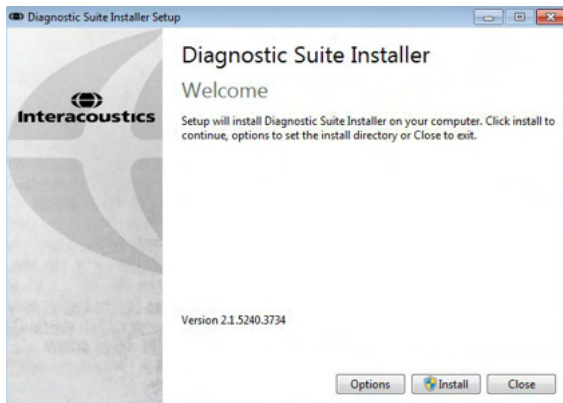 Diagnostic Suite Installer Setup
Diagnostic Suite Installer
Welcome
Interacoustics
Setup will install Diagnostic Suite Installer on your computer. Click install to
continue, options to set the install directory or Close to exit.
Version 2.1.5240.3734
Options
Install
Close